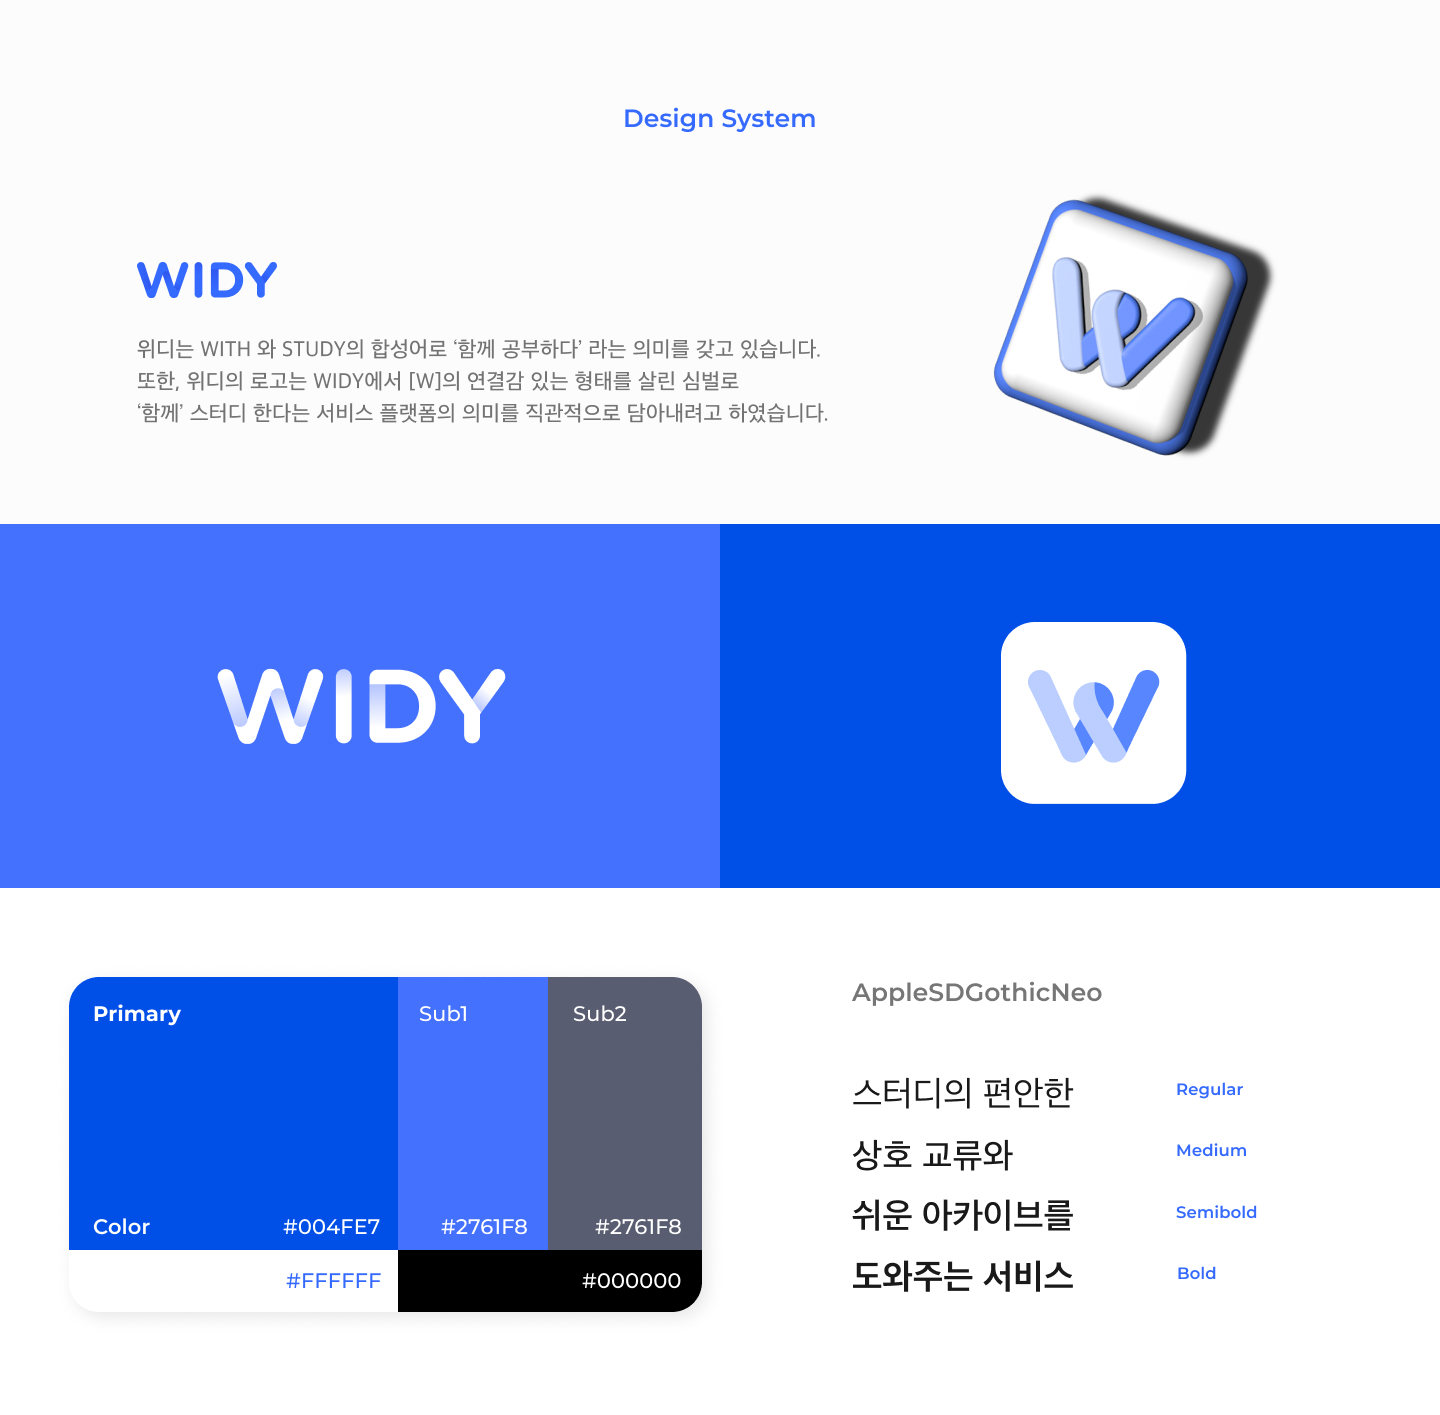 Design System
WIDY
위디는 WITH 와 STUDY의 합성어로 ‘함께 공부하다’ 라는 의미를 갖고 있습니다.
또한, 위디의 로고는 WIDY에서 [W]의 연결감 있는 형태를 살린 심벌로
‘함께’ 스터디 한다는 서비스 플랫폼의 의미를 직관적으로 담아내려고 하였습니다.
W
WIDY
W
Primary
Sub1
Sub2
Color
#004FE7
#2761F8
#2761F8
#FFFFFF
#000000
AppleSDGothicNeo
스터디의 편안한
Regular
상호 교류와
Medium
쉬운 아카이브를
Semibold
도와주는 서비스
Bold